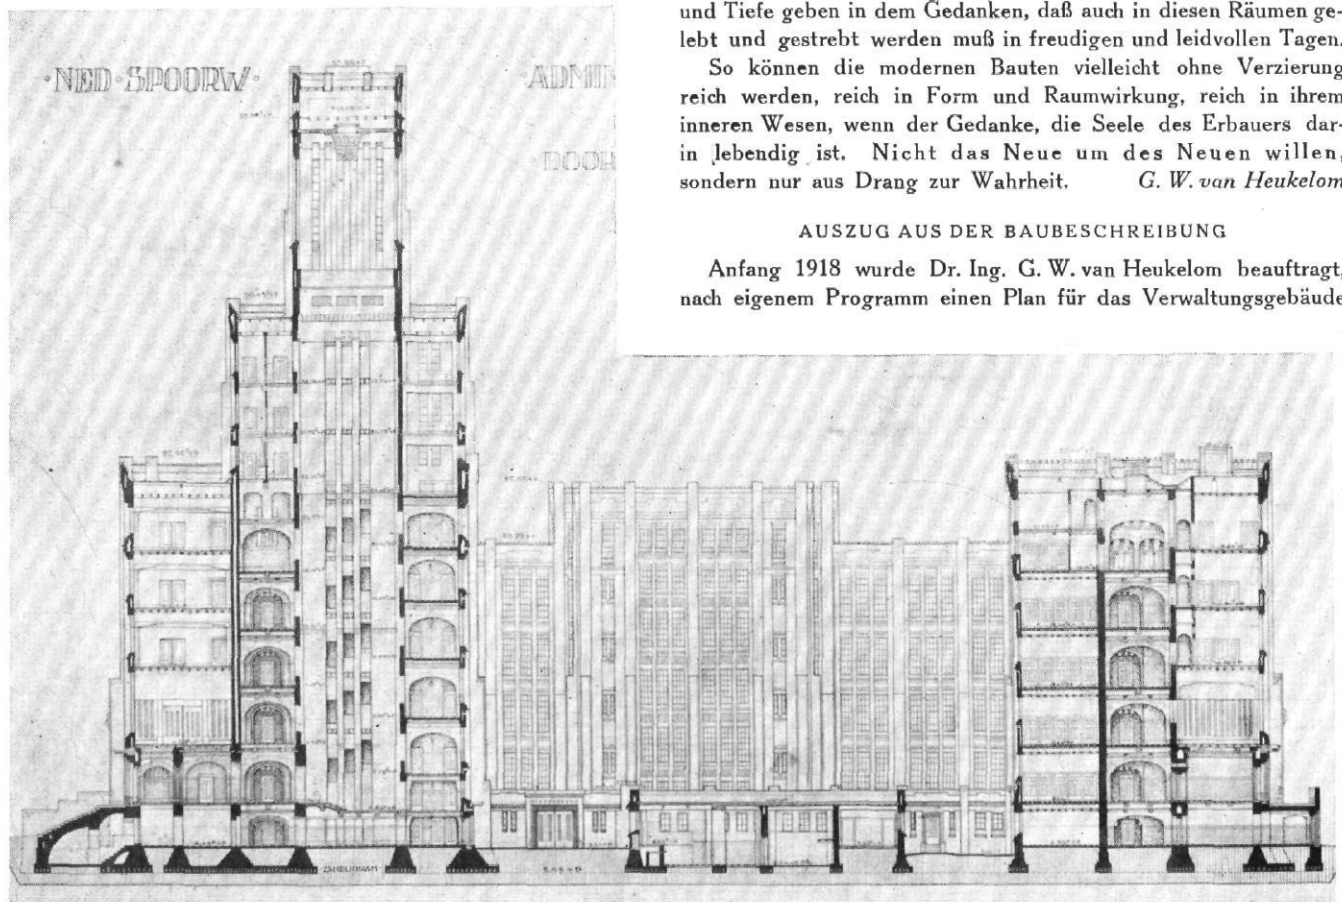 ·NED·SPOORW·
ADMIN
DOOR
und Tiefe geben in dem Gedanken, daß auch in diesen Räumen ge-
lebt und gestrebt werden muß in freudigen und leidvollen Tagen.
So können die modernen Bauten vielleicht ohne Verzierung
reich werden, reich in Form und Raumwirkung, reich in ihrem
inneren Wesen, wenn der Gedanke, die Seele des Erbauers dar-
in lebendig ist. Nicht das Neue um des Neuen willen,
sondern nur aus Drang zur Wahrheit. G. W. van Heukelom
AUSZUG AUS DER BAUBESCHREIBUNG
Anfang 1918 wurde Dr. Ing. G. W. van Heukelom beauftragt,
nach eigenem Programm einen Plan für das Verwaltungsgebäude